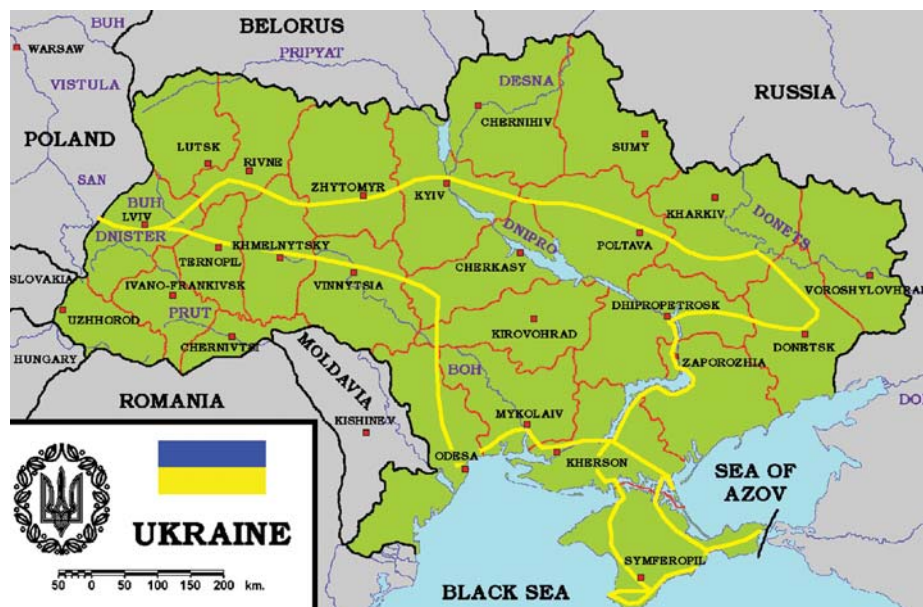 BUH
BELORUS
WARSAW
PRIPYAT
DESNA
VISTULA
RUSSIA
CHERNIHIV
POLAND
SUMY
LUTSK
RIVNE
SAN
ZHYTOMYR
KYIV
KHARKIV
BUH
LVIV
DONETS
DNISTER
DNIPRO
POLTAVA
KHMELNYTSKY
TERNOPIL
CHERKASY
SLOVAKIA
VINNYTSIA
VOROSHYLOVHRAD
IVANO-FRANKIVSK
DHIPROPETROSK
UZHHOROD
PRUT
KIROVOHRAD
CHERNIVTSI
DONETSK
HUNGARY
MOLDAVIA
ZAPOROZHIA
BOH
ROMANIA
DO
MYKOLAIV
KISHINEV
ODESA
KHERSON
SEA OF
AZOV
UKRAINE
SYMFEROPIL
50 0 50 100 150 200 km.
BLACK SEA